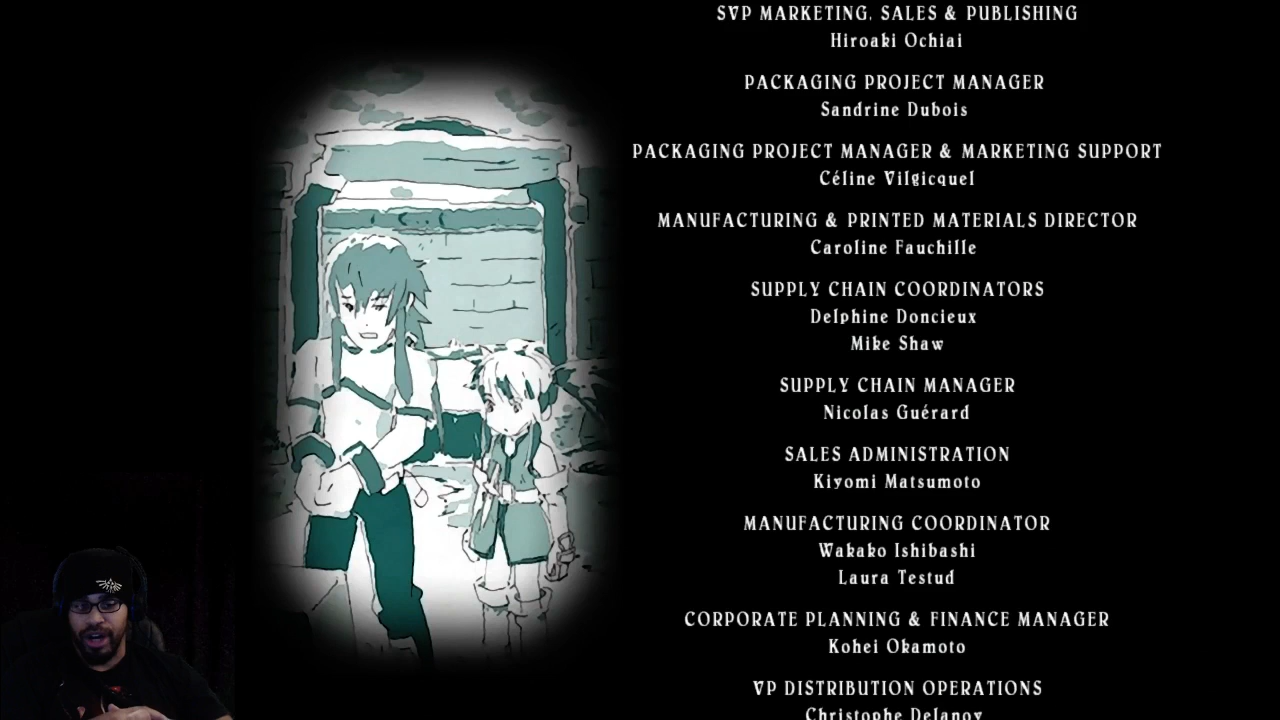 SVP MARKETING, SALES & PUBLISHING
Hiroaki Ochiai
PACKAGING PROJECT MANAGER
Sandrine Dubois
PACKAGING PROJECT MANAGER & MARKETING SUPPORT
Céline Vilgicquel
MANUFACTURING & PRINTED MATERIALS DIRECTOR
Caroline Fauchille
SUPPLY CHAIN COORDINATORS
Delphine Doncieux
Mike Shaw
SUPPLY CHAIN MANAGER
Nicolas Guérard
SALES ADMINISTRATION
Kiyomi Matsumoto
MANUFACTURING COORDINATOR
Wakako Ishibashi
Laura Testud
CORPORATE PLANNING & FINANCE MANAGER
Kohei Okamoto
VP DISTRIBUTION OPERATIONS
Christophe Delanoy